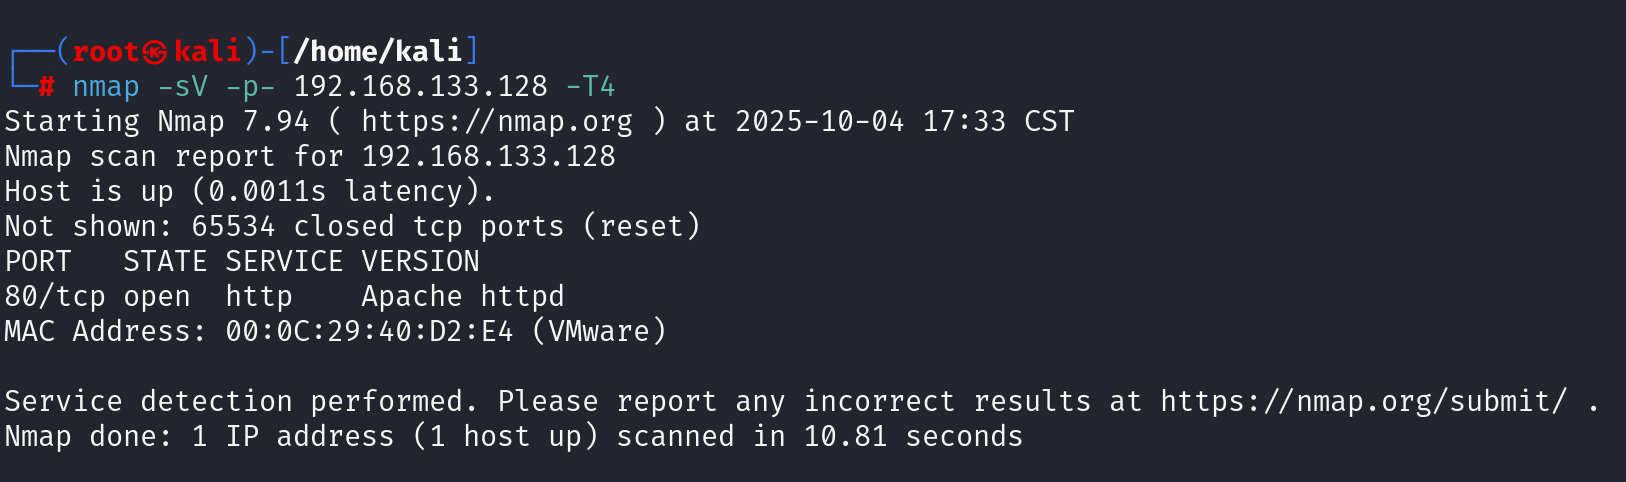 ┌──(root㉿kali)-[/home/kali]
└─# nmap -sV -p- 192.168.133.128 -T4
Starting Nmap 7.94 ( https://nmap.org ) at 2025-10-04 17:33 CST
Nmap scan report for 192.168.133.128
Host is up (0.0011s latency).
Not shown: 65534 closed tcp ports (reset)
PORT   STATE SERVICE VERSION
80/tcp open  http    Apache httpd
MAC Address: 00:0C:29:40:D2:E4 (VMware)
Service detection performed. Please report any incorrect results at https://nmap.org/submit/ .
Nmap done: 1 IP address (1 host up) scanned in 10.81 seconds